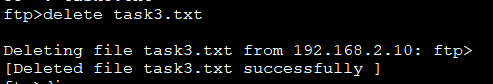 ftp>delete task3.txt
Deleting file task3.txt from 192.168.2.10: ftp>
[Deleted file task3.txt successfully ]